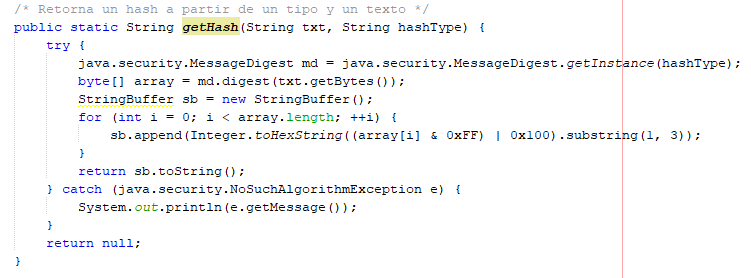 /* Retorna un hash a partir de un tipo y un texto */
public static String getHash(String txt, String hashType) {
    try {
        java.security.MessageDigest md = java.security.MessageDigest.getInstance(hashType);
        byte[] array = md.digest(txt.getBytes());
        StringBuffer sb = new StringBuffer();
        for (int i = 0; i < array.length; ++i) {
            sb.append(Integer.toHexString((array[i] & 0xFF) | 0x100).substring(1, 3));
        }
        return sb.toString();
    } catch (java.security.NoSuchAlgorithmException e) {
        System.out.println(e.getMessage());
    }
    return null;
}